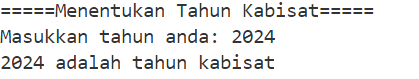 =====Menentukan Tahun Kabisat=====
Masukkan tahun anda: 2024
2024 adalah tahun kabisat